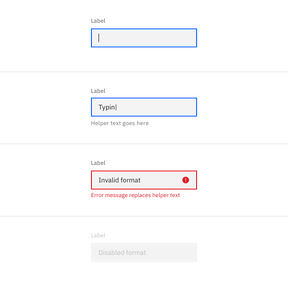 Label
Label
Typin
Helper text goes here
Label
Invalid format
Error message replaces helper text
Label
Disabled format